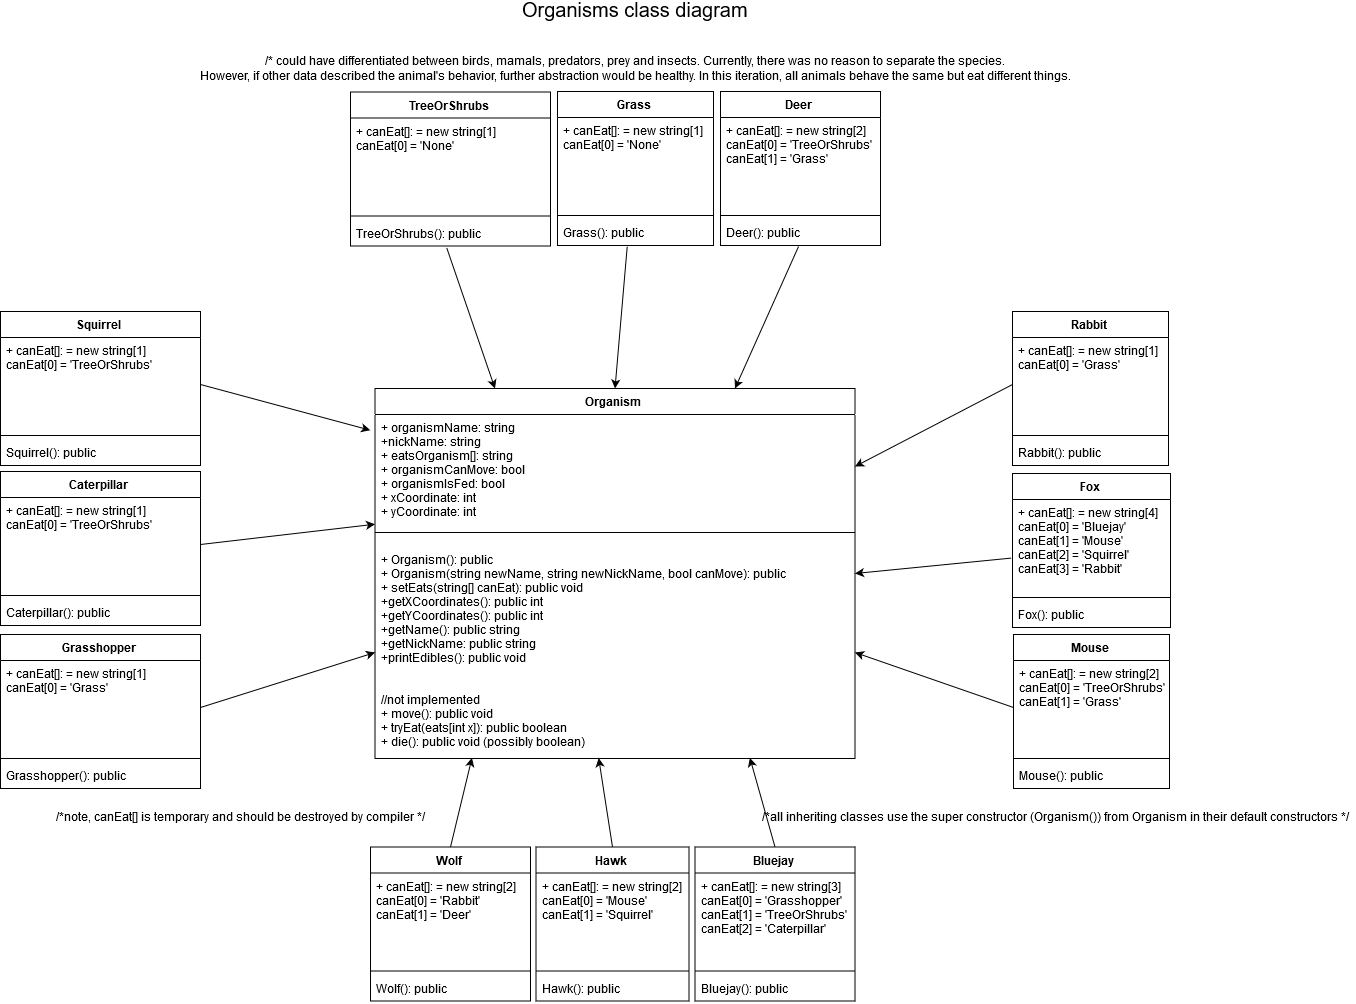 Organisms class diagram
/* could have differentiated between birds, mamals, predators, prey and insects. Currently, there was no reason to separate the species.
However, if other data described the animal's behavior, further abstraction would be healthy. In this iteration, all animals behave the same but eat different things.
TreeOrShrubs
+ canEat[]: = new string[1]
canEat[0] = 'None'
TreeOrShrubs(): public
Grass
+ canEat[]: = new string[1]
canEat[0] = 'None'
Grass(): public
Deer
+ canEat[]: = new string[2]
canEat[0] = 'TreeOrShrubs'
canEat[1] = 'Grass'
Deer(): public
Squirrel
+ canEat[]: = new string[1]
canEat[0] = 'TreeOrShrubs'
Squirrel(): public
Caterpillar
+ canEat[]: = new string[1]
canEat[0] = 'TreeOrShrubs'
Caterpillar(): public
Grasshopper
+ canEat[]: = new string[1]
canEat[0] = 'Grass'
Grasshopper(): public
Organism
+ organismName: string
+nickName: string
+ eatsOrganism[]: string
+ organismCanMove: bool
+ organismIsFed: bool
+ xCoordinate: int
+ yCoordinate: int
+ Organism(): public
+ Organism(string newName, string newNickName, bool canMove): public
+ setEats(string[] canEat): public void
+getXCoordinates(): public int
+getYCoordinates(): public int
+getName(): public string
+getNickName: public string
+printEdibles(): public void
//not implemented
+ move(): public void
+ tryEat(eats[int x]): public boolean
+ die(): public void (possibly boolean)
Rabbit
+ canEat[]: = new string[1]
canEat[0] = 'Grass'
Rabbit(): public
Fox
+ canEat[]: = new string[4]
canEat[0] = 'Bluejay'
canEat[1] = 'Mouse'
canEat[2] = 'Squirrel'
canEat[3] = 'Rabbit'
Fox(): public
Mouse
+ canEat[]: = new string[2]
canEat[0] = 'TreeOrShrubs'
canEat[1] = 'Grass'
Mouse(): public
/*note, canEat[] is temporary and should be destroyed by compiler */
/*all inheriting classes use the super constructor (Organism()) from Organism in their default constructors */
Wolf
+ canEat[]: = new string[2]
canEat[0] = 'Rabbit'
canEat[1] = 'Deer'
Wolf(): public
Hawk
+ canEat[]: = new string[2]
canEat[0] = 'Mouse'
canEat[1] = 'Squirrel'
Hawk(): public
Bluejay
+ canEat[]: = new string[3]
canEat[0] = 'Grasshopper'
canEat[1] = 'TreeOrShrubs'
canEat[2] = 'Caterpillar'
Bluejay(): public